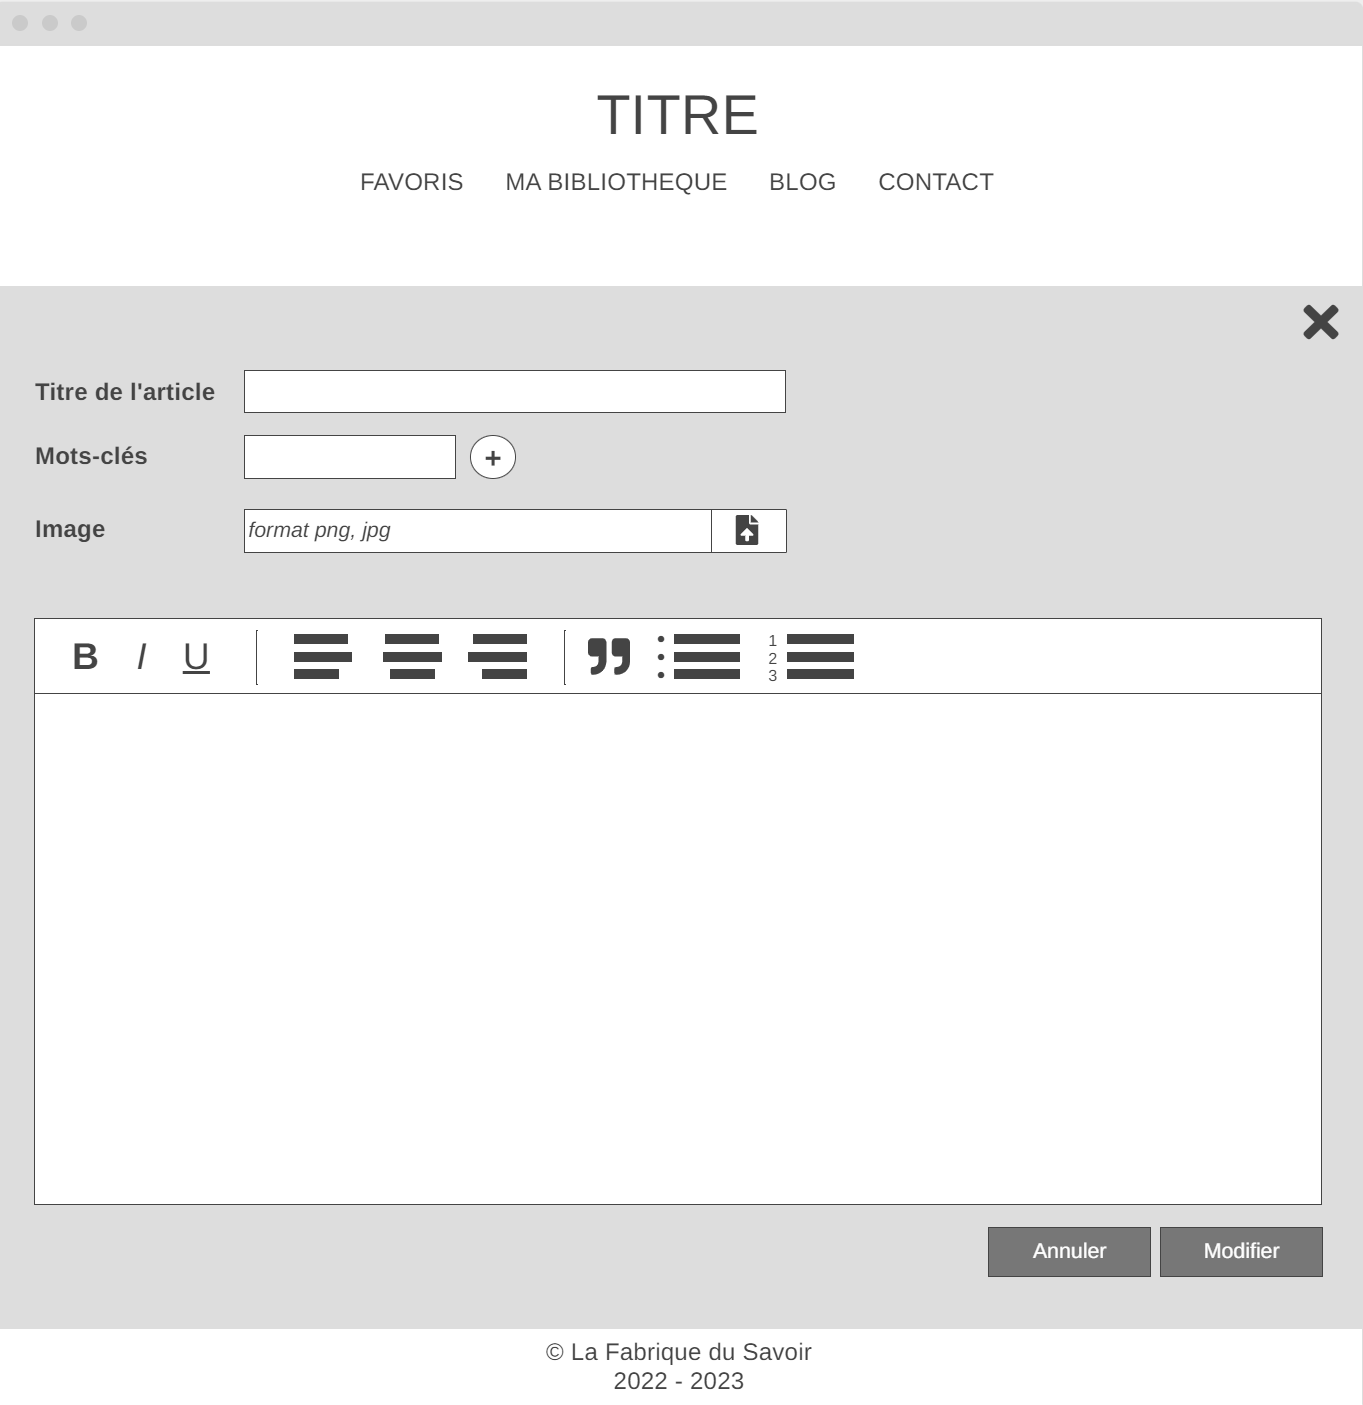 TITRE
FAVORIS MA BIBLIOTHEQUE BLOG CONTACT
Titre de l'article
Mots-clés +
Image format png, jpg
B I U
1
2
3
Annuler Modifier
© La Fabrique du Savoir
2022 - 2023